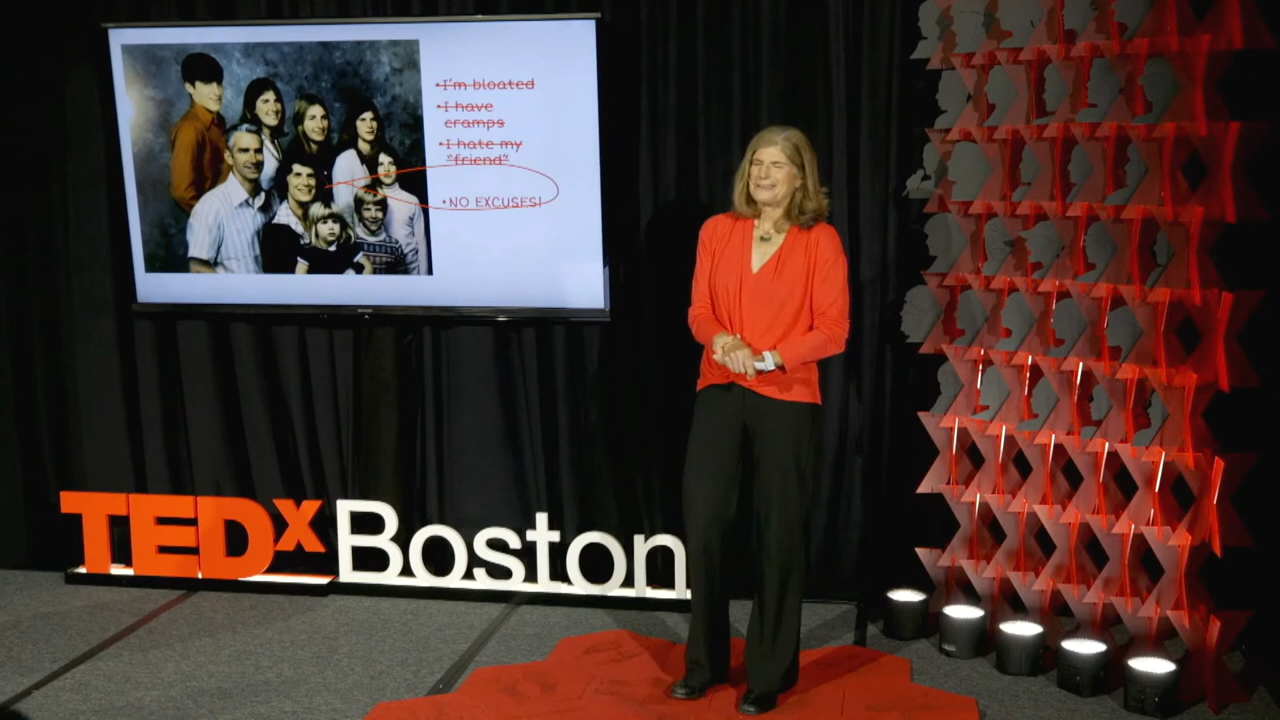 •I'm bloated
•I have
cramps
•I hate my
"friend"
•NO EXCUSES!
TEDx Boston